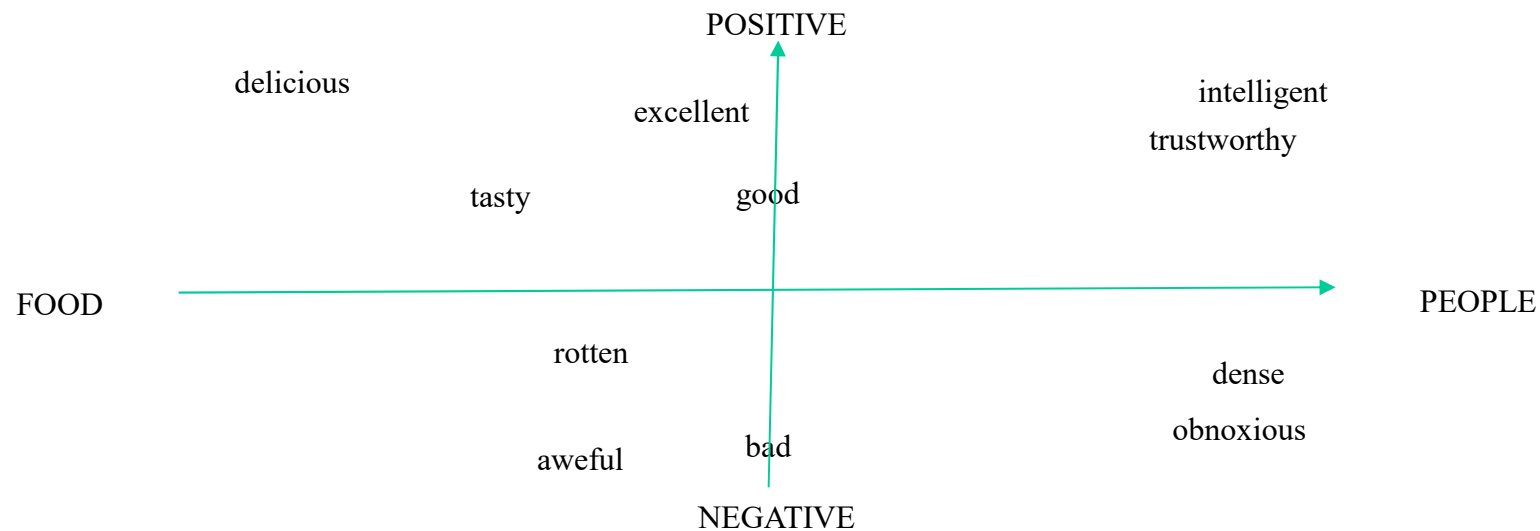 POSITIVE
delicious
intelligent
excellent
trustworthy
tasty
good
FOOD
PEOPLE
rotten
dense
obnoxious
bad
aweful
NEGATIVE